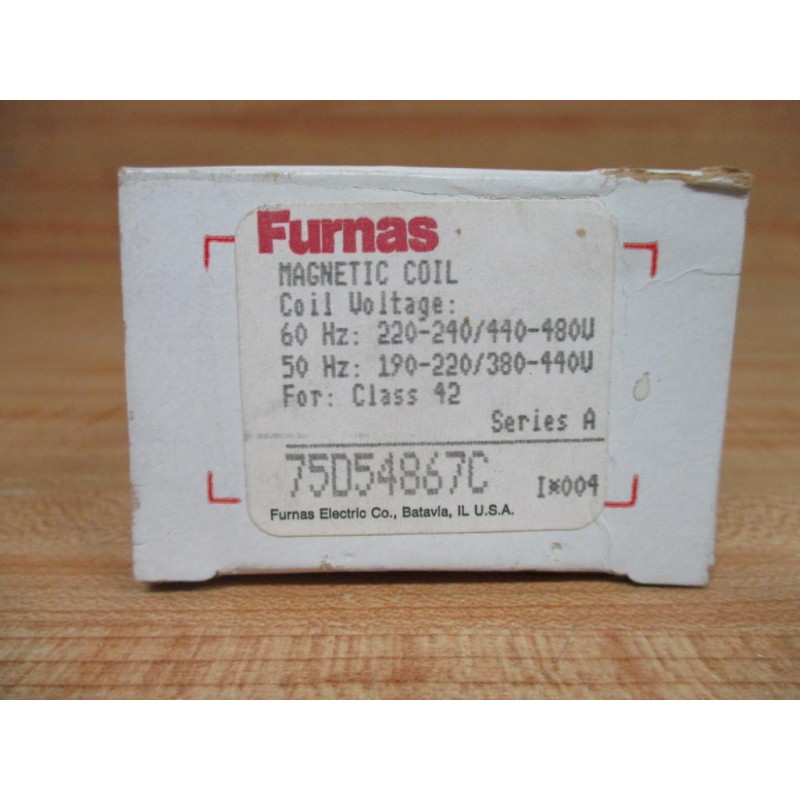 Furnas
MAGNETIC COIL
Coil Voltage:
60 Hz: 220-240/440-480V
50 Hz: 190-220/380-440V
For: Class 42
Series A
75D54867C
I*004
Furnas Electric Co., Batavia, IL U.S.A.